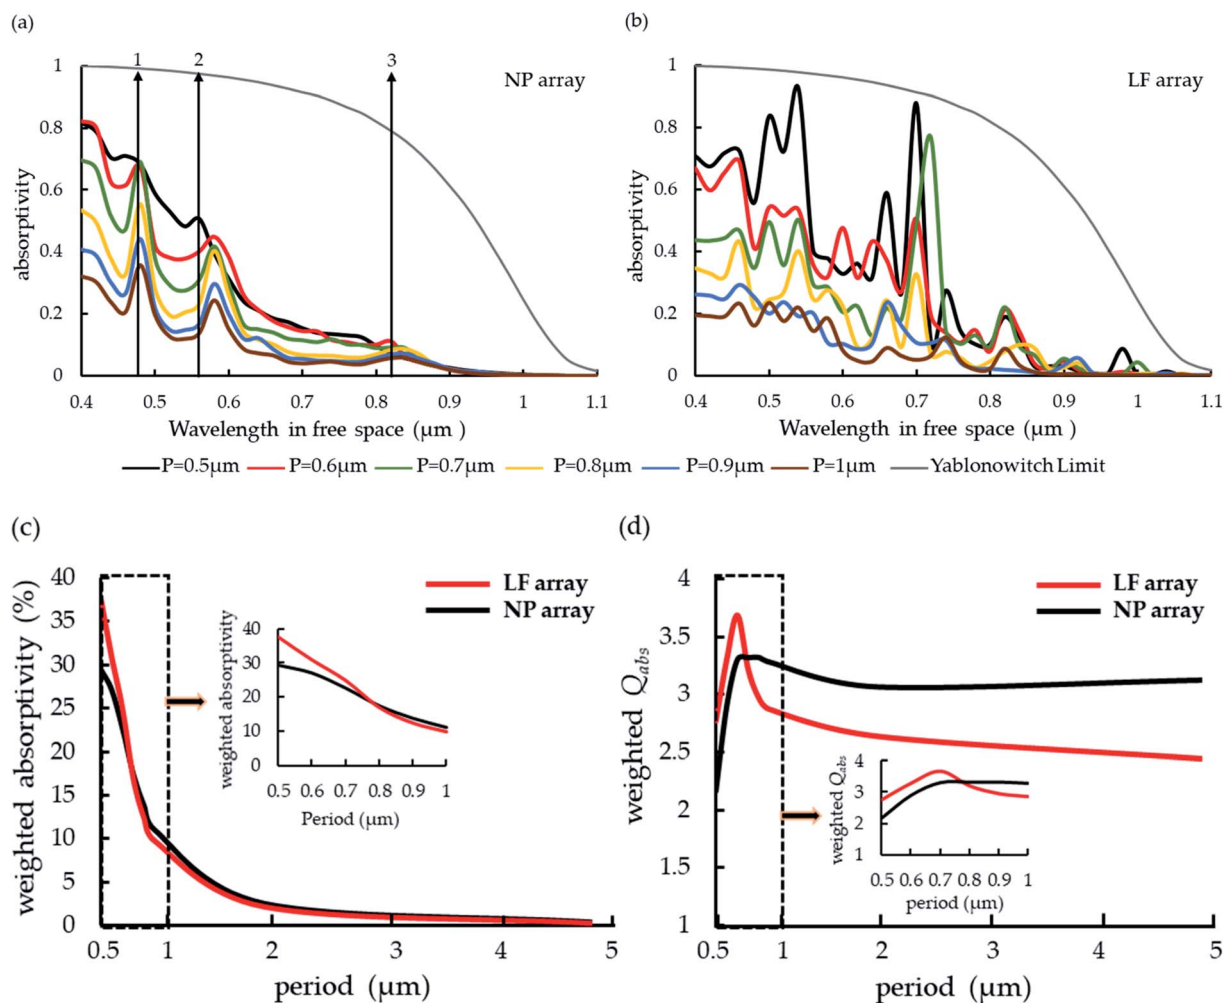 (a)
(b)
1
2
3
NP array
LF array
1
0.8
0.6
0.4
0.2
0
absorptivity
0.4
0.5
0.6
0.7
0.8
0.9
1
1.1
Wavelength in free space (µm )
1
0.8
0.6
0.4
0.2
0
absorptivity
0.4
0.5
0.6
0.7
0.8
0.9
1
1.1
Wavelength in free space (µm)
P=0.5µm
P=0.6µm
P=0.7µm
P=0.8µm
P=0.9µm
P=1µm
Yablonowitch Limit
(c)
(d)
weighted absorptivity (%)
40
35
30
25
20
15
10
5
0
0.5
1
2
3
4
5
period (µm)
LF array
NP array
weighted absorptivity
40
30
20
10
0
0.5
0.6
0.7
0.8
0.9
1
Period (µm)
weighted Qabs
4
3.5
3
2.5
2
1.5
1
0.5
1
2
3
4
5
period (µm)
LF array
NP array
weighted Qabs
4
3
2
1
0.5
0.6
0.7
0.8
0.9
1
period (µm)